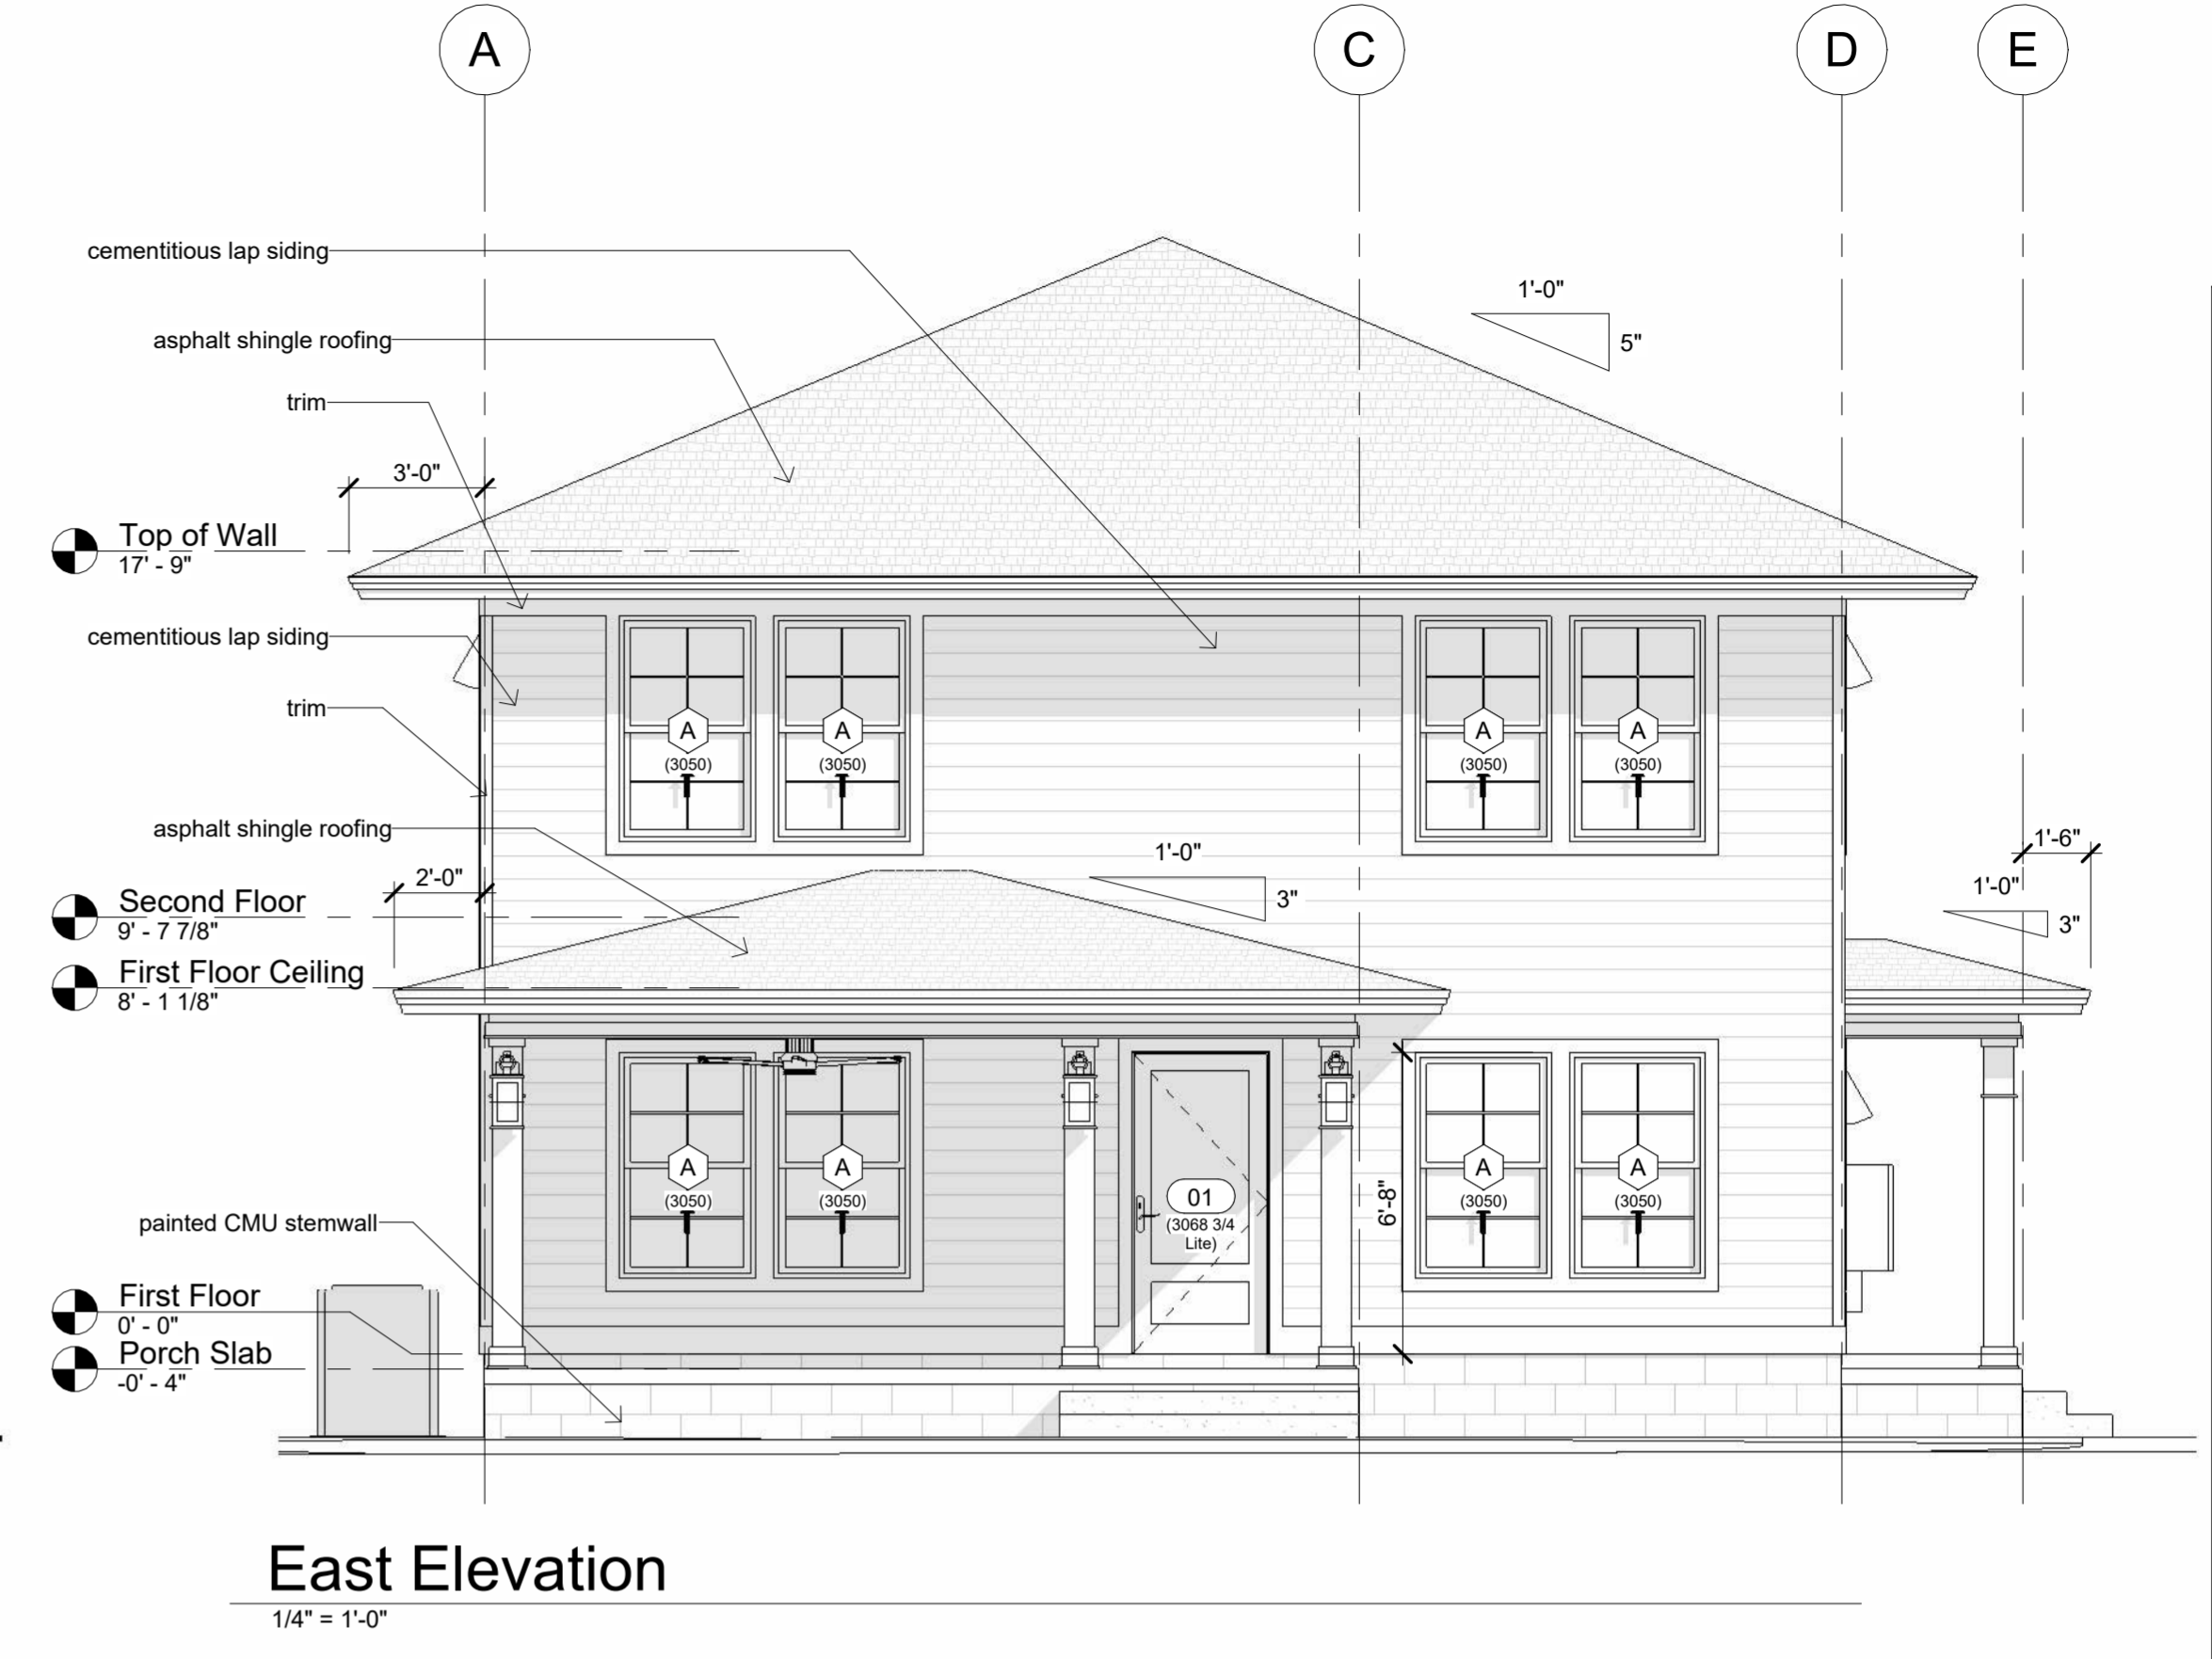 A
C
D
E
cementitious lap siding
1'-0"
5"
asphalt shingle roofing
trim
3'-0"
Top of Wall
17' - 9"
cementitious lap siding
trim
A
(3050)
A
(3050)
A
(3050)
A
(3050)
asphalt shingle roofing
1'-0"
3"
1'-6"
1'-0"
3"
2'-0"
Second Floor
9' - 7 7/8"
First Floor Ceiling
8' - 1 1/8"
A
(3050)
A
(3050)
01
(3068 3/4
Lite)
6'-8"
A
(3050)
A
(3050)
painted CMU stemwall
First Floor
0' - 0"
Porch Slab
-0' - 4"
East Elevation
1/4" = 1'-0"